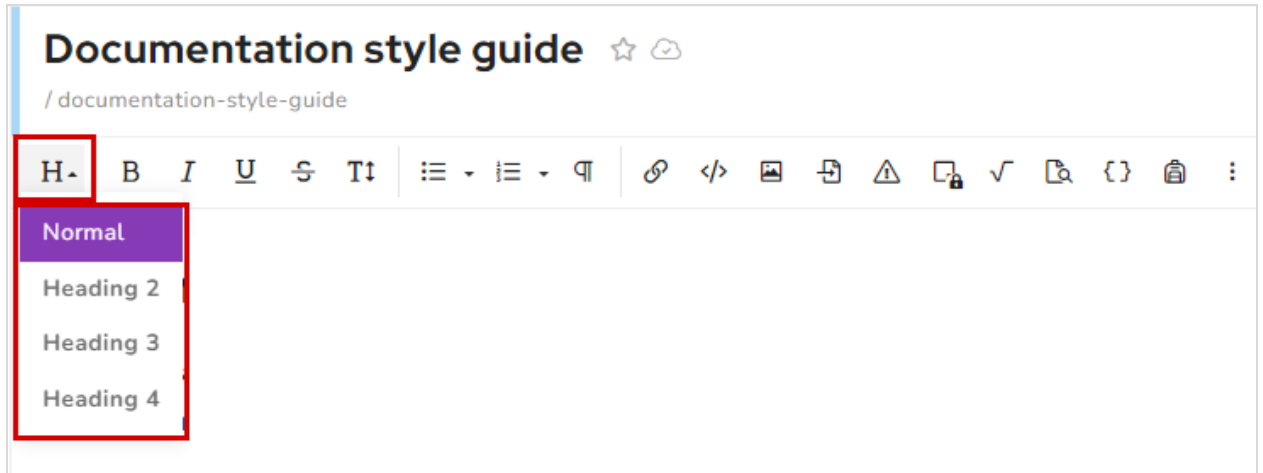 Documentation style guide
/ documentation-style-guide
H B I U S T
Normal
Heading 2
Heading 3
Heading 4